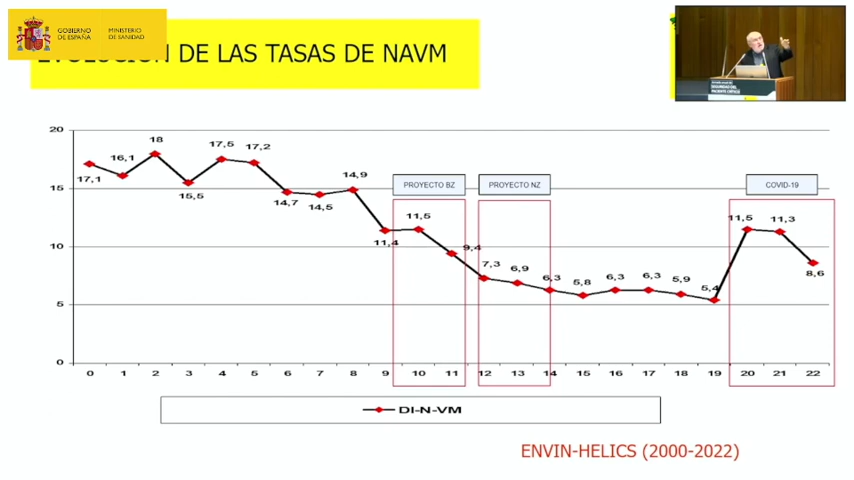 GOBIERNO
DE ESPAÑA
MINISTERIO
DE SANIDAD
EVOLUCIÓN DE LAS TASAS DE NAVM
SEGURIDAD DEL
PACIENTE CRÍTICO
20
15
10
5
0
17,1
16,1
18
15,5
17,5
17,2
14,7
14,5
14,9
11,4
11,5
9,4
7,3
6,9
6,3
5,8
6,3
6,3
5,9
5,4
11,5
11,3
8,6
PROYECTO BZ
PROYECTO NZ
COVID-19
0 1 2 3 4 5 6 7 8 9 10 11 12 13 14 15 16 17 18 19 20 21 22
DI-N-VM
ENVIN-HELICS (2000-2022)